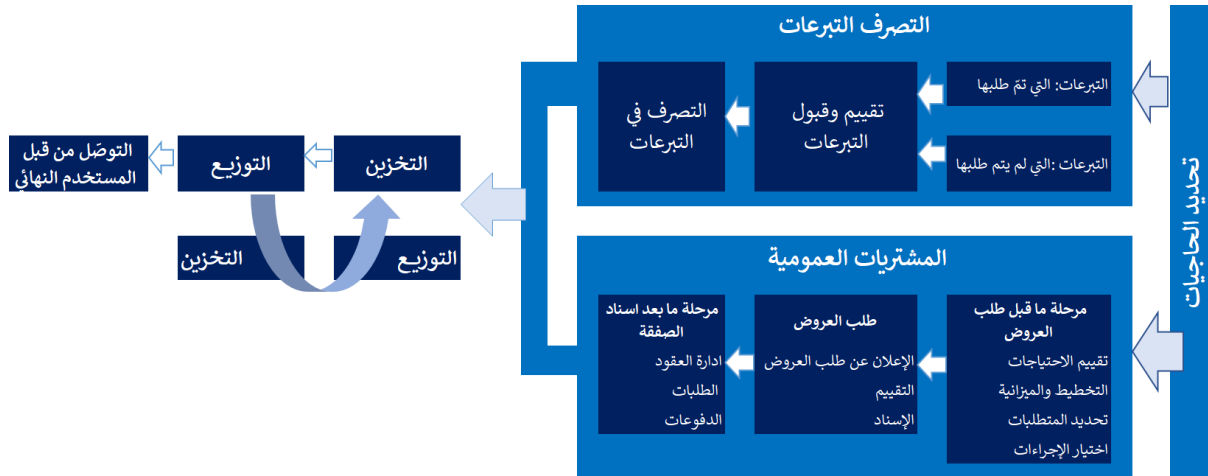 تحديد الحاجيات
التصرف التبرعات
التبرعات: التي تمّ طلبها
التبرعات :التي لم يتم طلبها
تقييم وقبول
التبرعات
التصرف في
التبرعات
المشتريات العمومية
مرحلة ما قبل طلب
العروض
تقييم الاحتياجات
التخطيط والميزانية
تحديد المتطلبات
اختيار الإجراءات
طلب العروض
الإعلان عن طلب العروض
التقييم
الإسناد
مرحلة ما بعد اسناد
الصفقة
ادارة العقود
الطلبات
الدفوعات
التخزين
التوزيع
التوصّل من قبل
المستخدم النهائي
التوزيع
التخزين